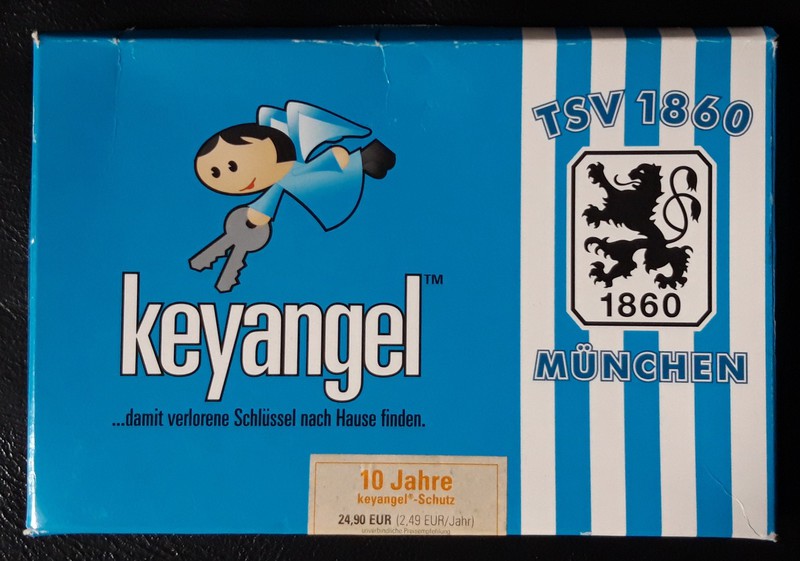 keyangel™
...damit verlorene Schlüssel nach Hause finden.
10 Jahre
keyangel®-Schutz
24,90 EUR (2,49 EUR/Jahr)
unverbindliche Preisempfehlung
TSV 1860
1860
MÜNCHEN